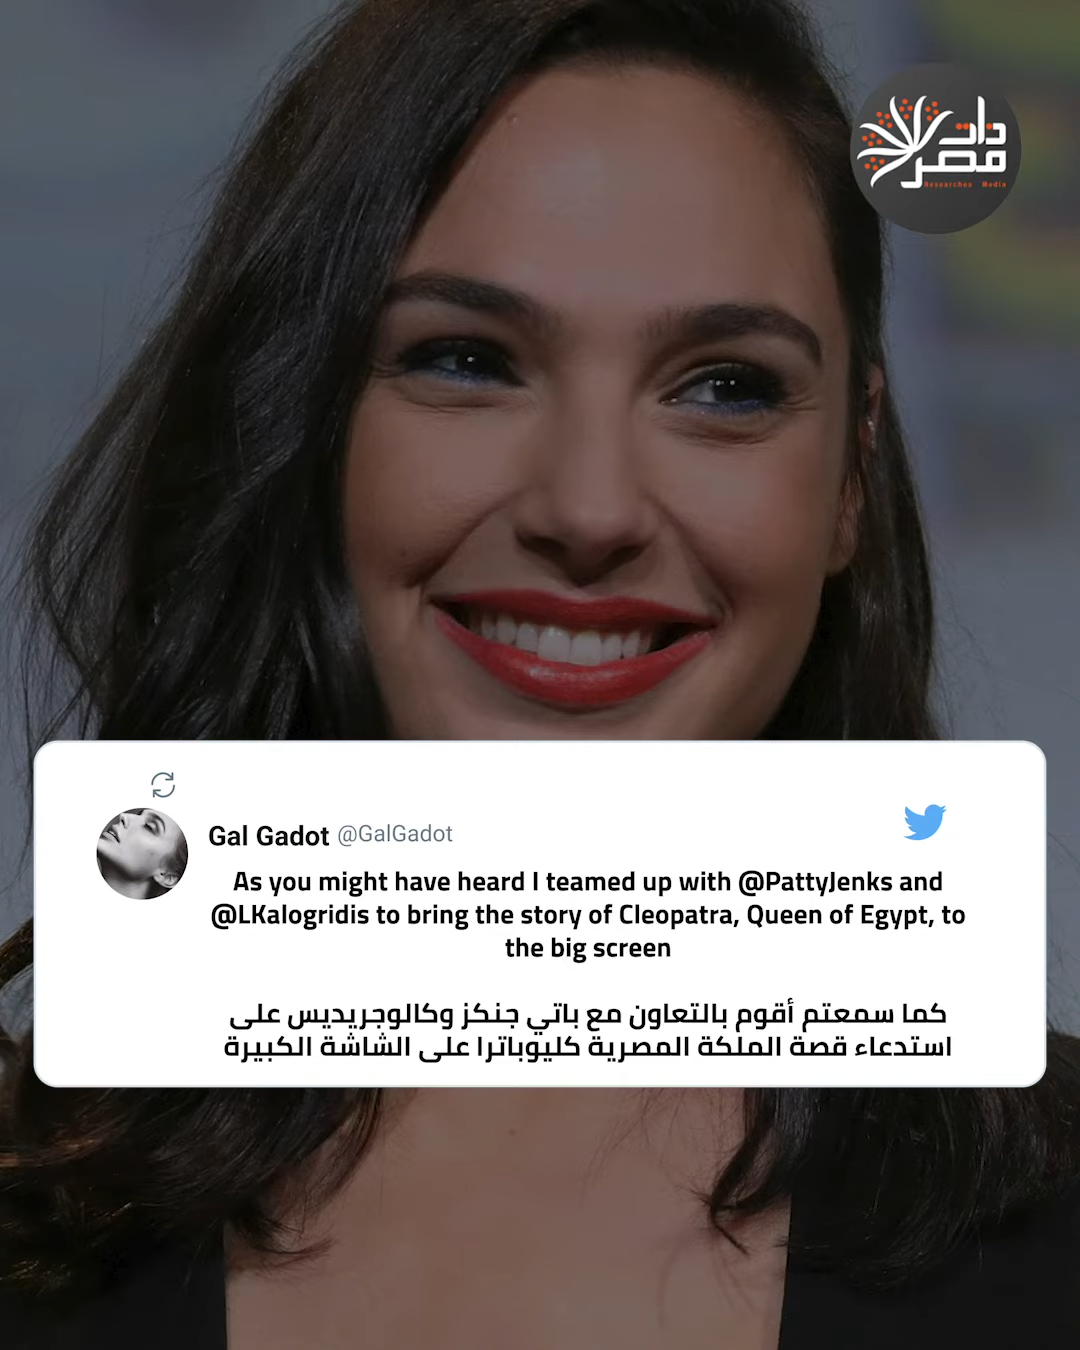 ذات
مصر
Researches Media
Gal Gadot @GalGadot
As you might have heard I teamed up with @PattyJenks and
@LKalogridis to bring the story of Cleopatra, Queen of Egypt, to
the big screen
كما سمعتم أقوم بالتعاون مع باتي جنكز وكالوجريديس على
استدعاء قصة الملكة المصرية كليوباترا على الشاشة الكبيرة